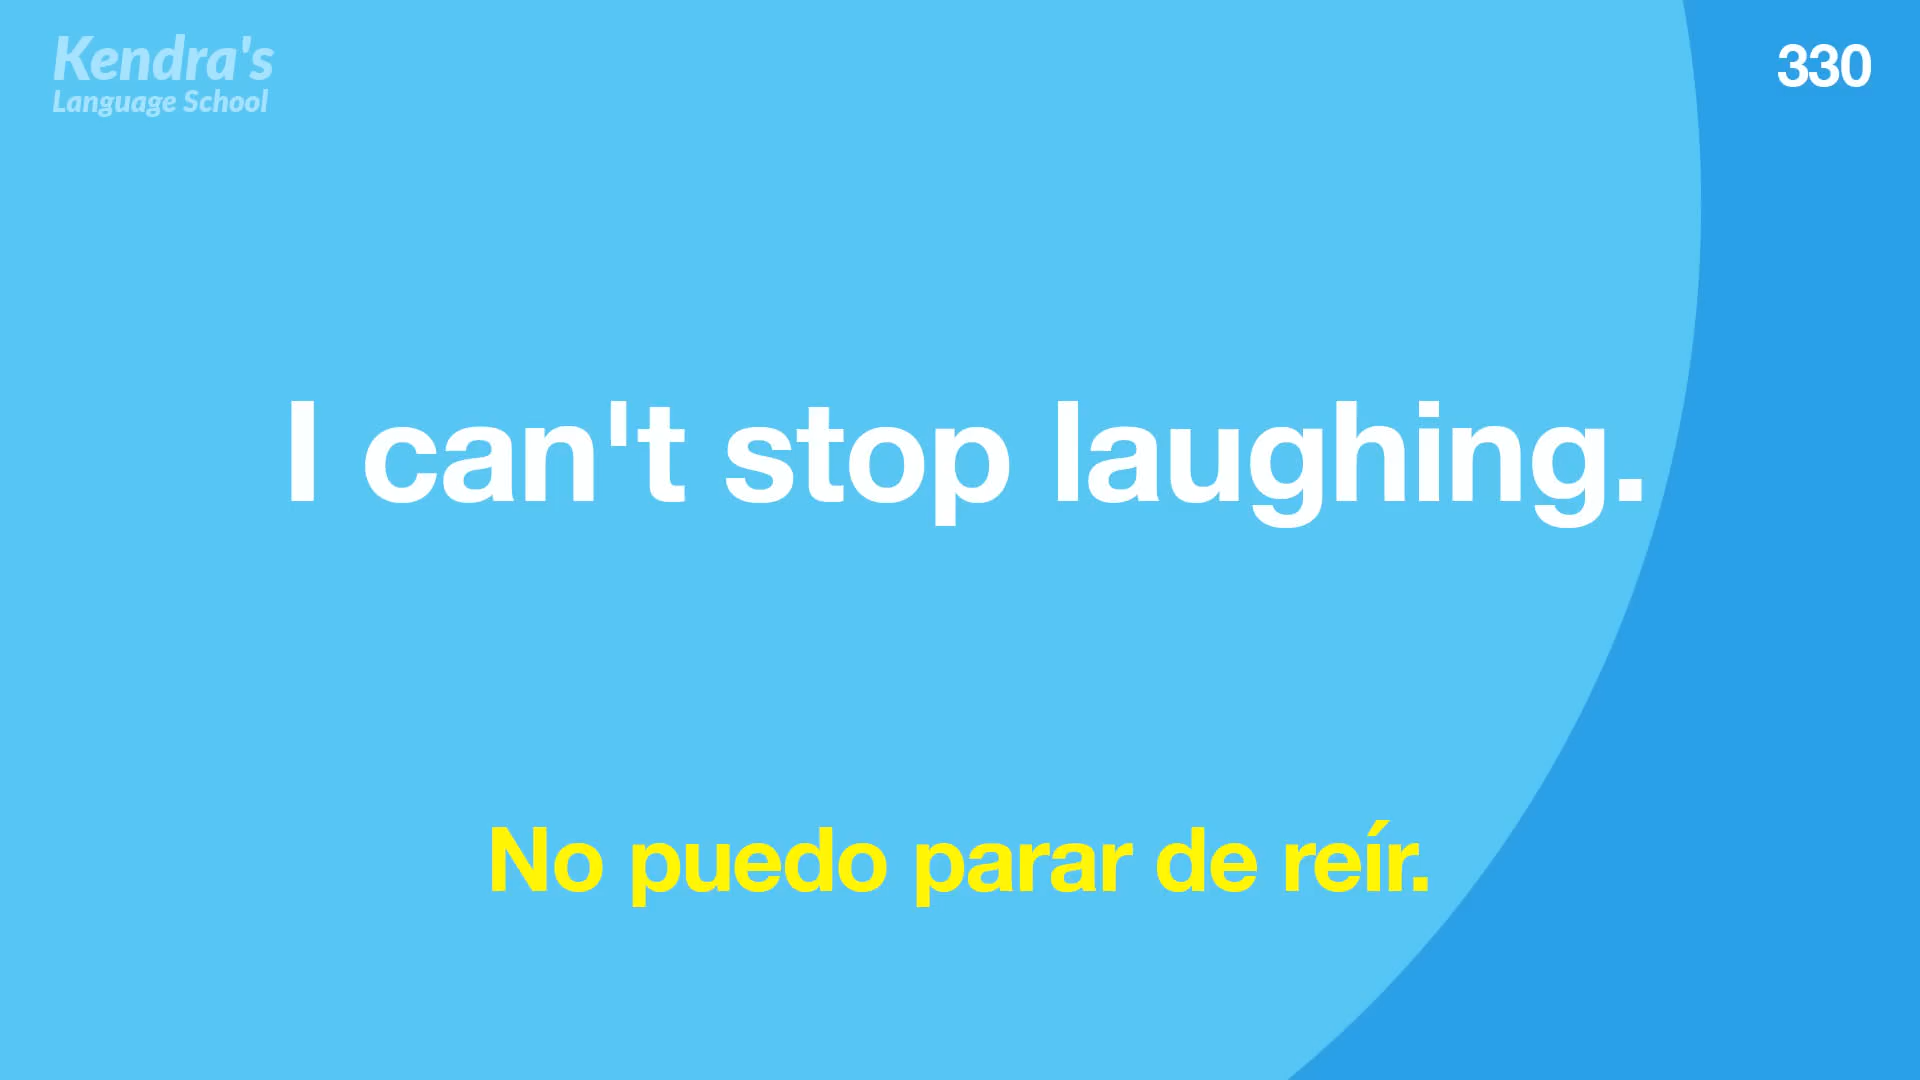 Kendra's
Language School
330
I can't stop laughing.
No puedo parar de reír.